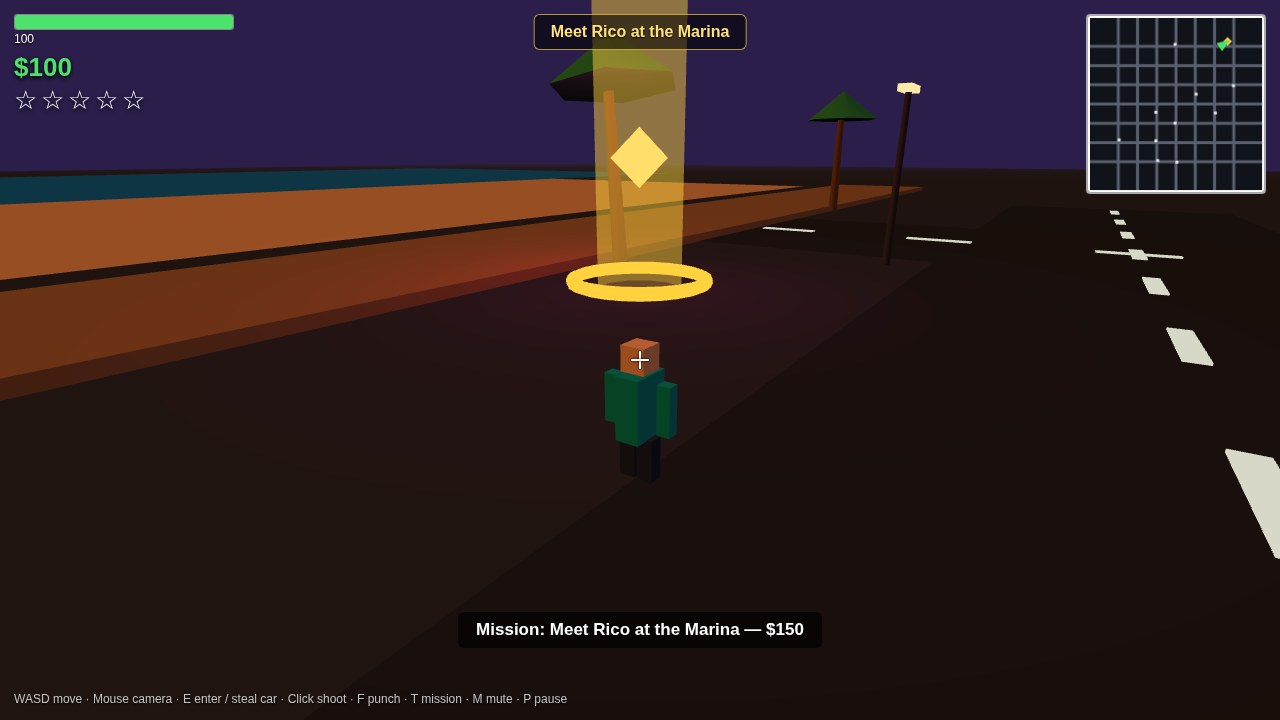 100
$100
☆☆☆☆☆
Meet Rico at the Marina
Mission: Meet Rico at the Marina — $150
WASD move · Mouse camera · E enter / steal car · Click shoot · F punch · T mission · M mute · P pause